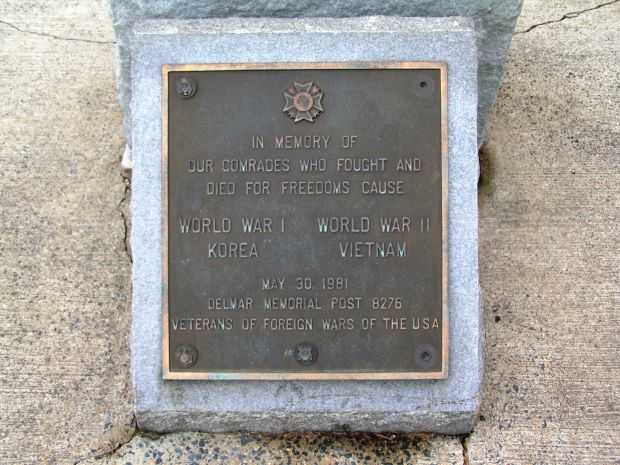 IN MEMORY OF
OUR COMRADES WHO FOUGHT AND
DIED FOR FREEDOMS CAUSE
WORLD WAR I WORLD WAR II
KOREA VIETNAM
MAY 30, 1981
DELMAR MEMORIAL POST 8276
VETERANS OF FOREIGN WARS OF THE USA